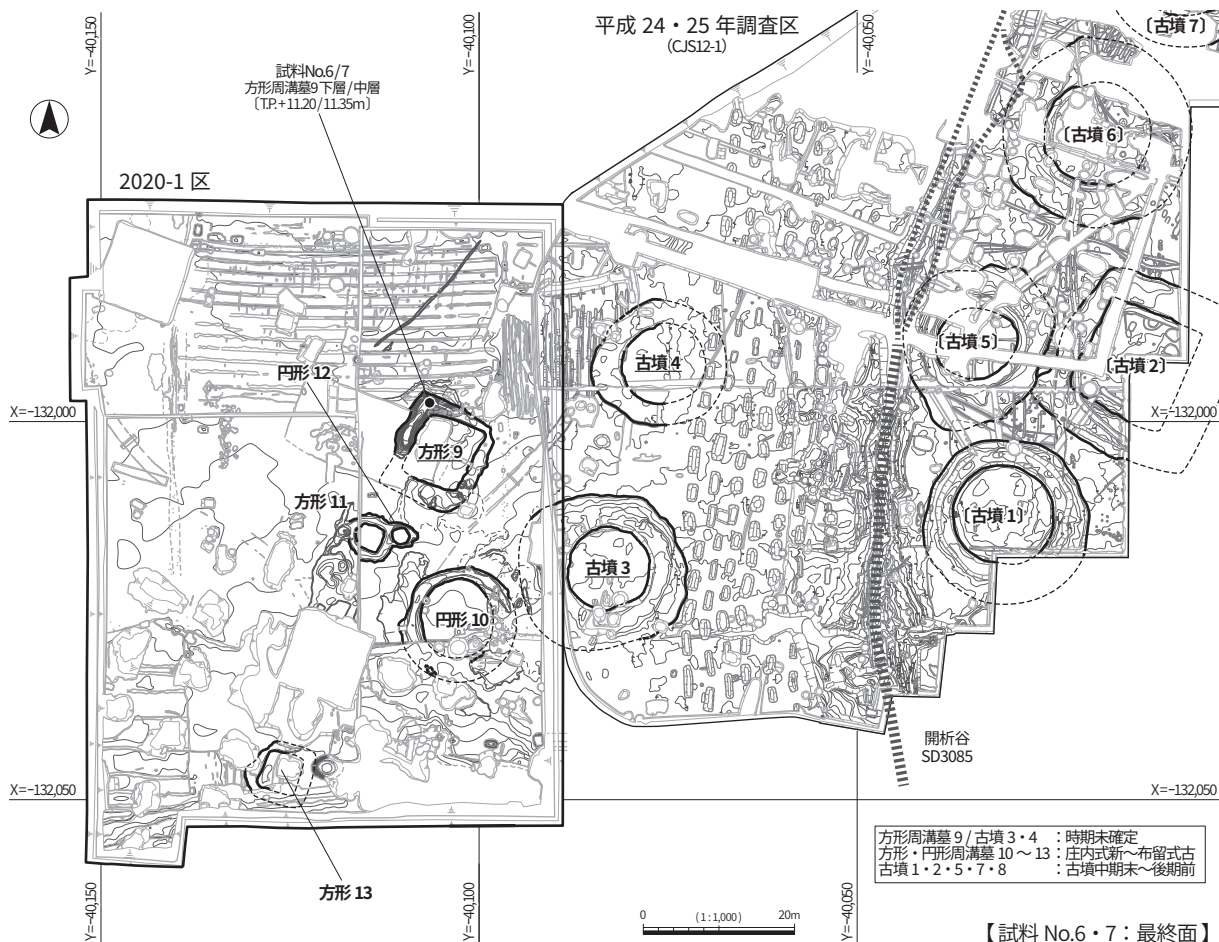 Y=-40,150
Y=-40,100
平成 24・25 年調査区
(CJS12-1)
Y=-40,050
〔古墳 7〕
試料No.6/7
方形周溝墓9下層/中層
〔T.P.+11.20/11.35m〕
〔古墳 6〕
2020-1 区
円形 12
古墳 4
〔古墳 5〕
〔古墳 2〕
X=-132,000
X=-132,000
方形 9
方形 11
〔古墳 1〕
古墳 3
円形 10
開析谷
SD3085
X=-132,050
X=-132,050
方形周溝墓 9 / 古墳 3・4 ：時期未確定
方形・円形周溝墓 10 ～ 13：庄内式新～布留式古
古墳 1・2・5・7・8 ：古墳中期末～後期前
方形 13
Y=-40,150
Y=-40,100
Y=-40,050
0 (1:1,000) 20m
【試料 No.6・7：最終面】